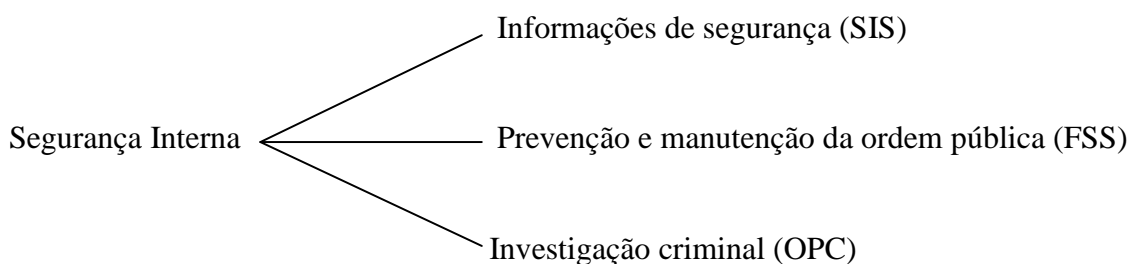 Informações de segurança (SIS)
Segurança Interna
Prevenção e manutenção da ordem pública (FSS)
Investigação criminal (OPC)